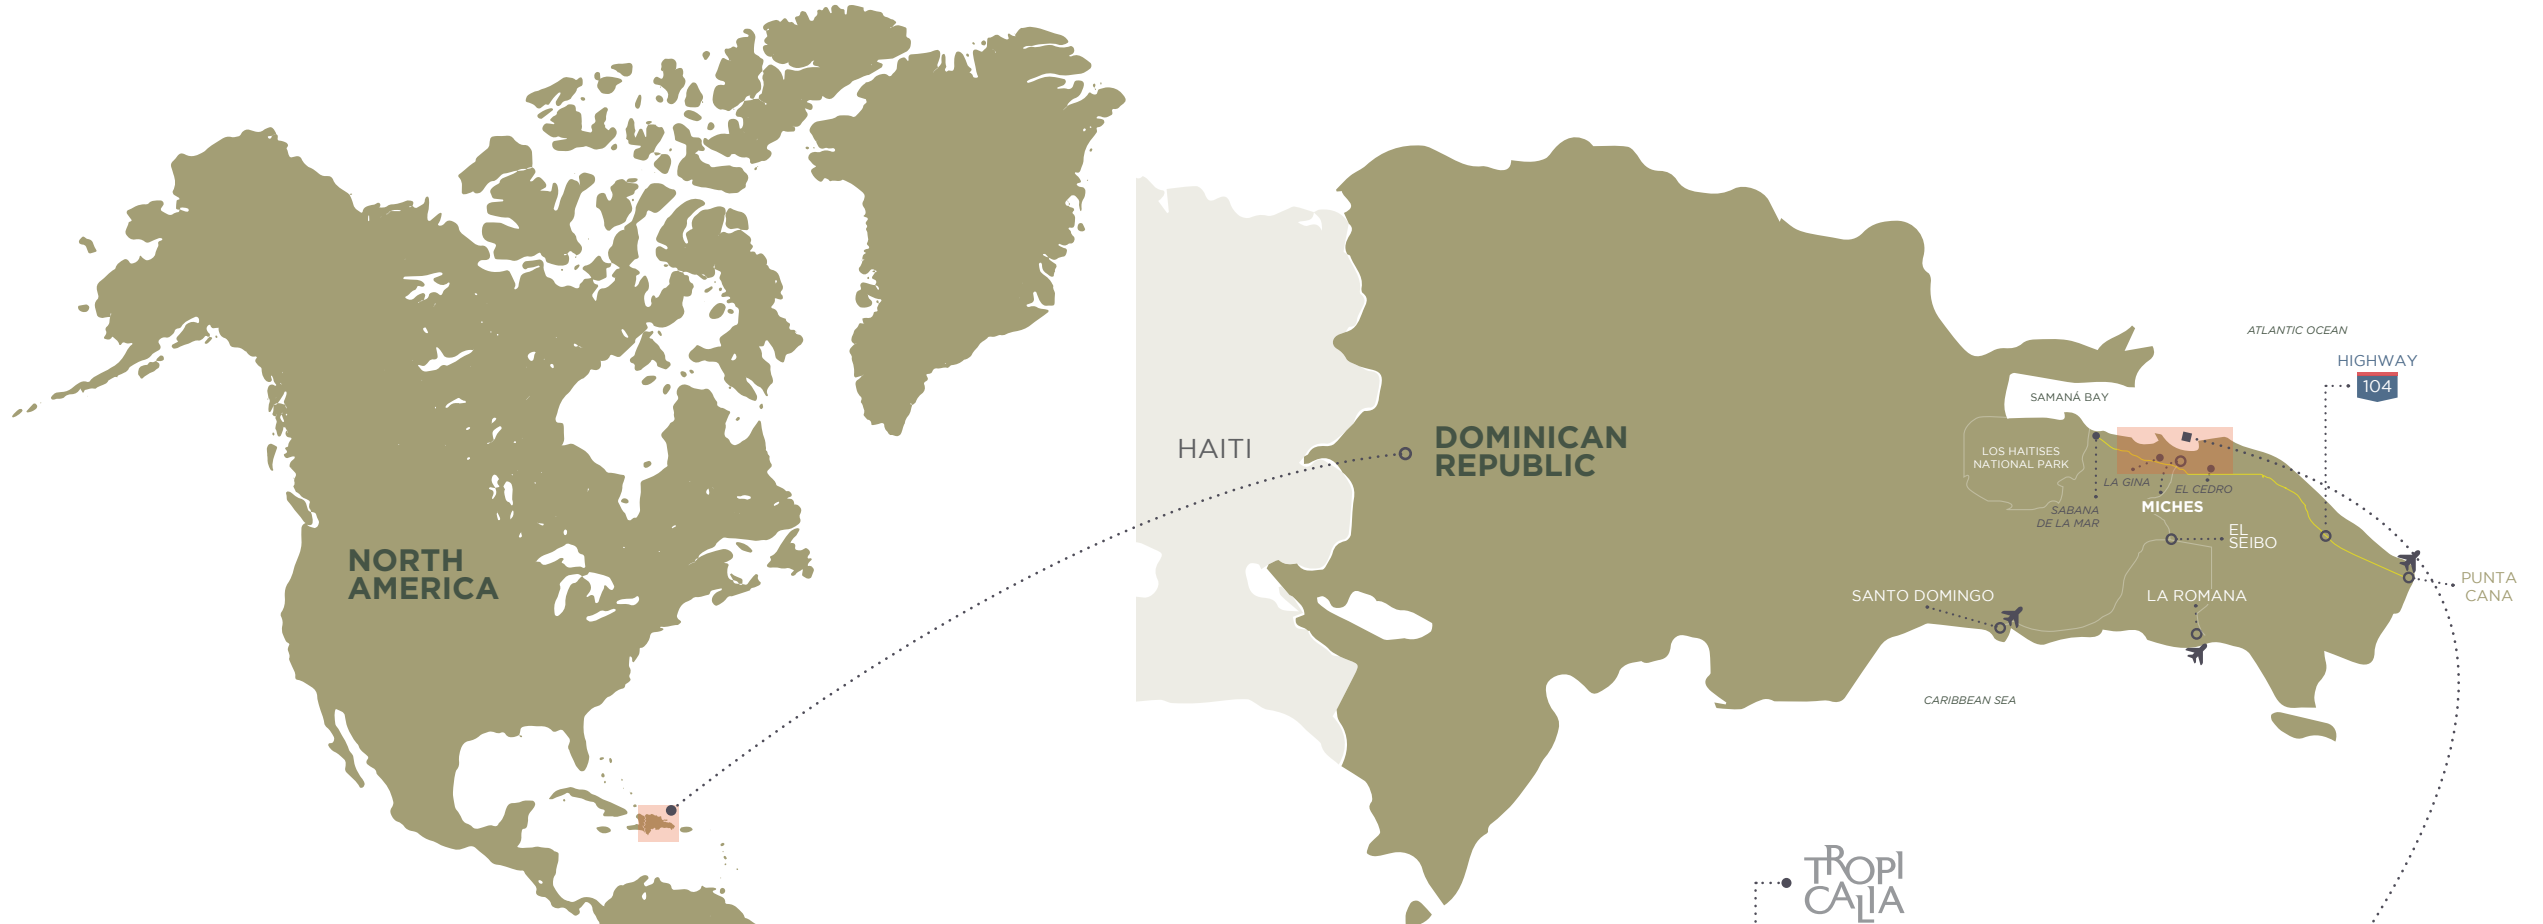 NORTH
AMERICA
HAITI
DOMINICAN
REPUBLIC
ATLANTIC OCEAN
HIGHWAY
104
SAMANÁ BAY
LOS HAITISES
NATIONAL PARK
LA GINA
EL CEDRO
SABANA
DE LA MAR
MICHES
EL
SEIBO
SANTO DOMINGO
LA ROMANA
PUNTA
CANA
CARIBBEAN SEA
TROPI
CALIA